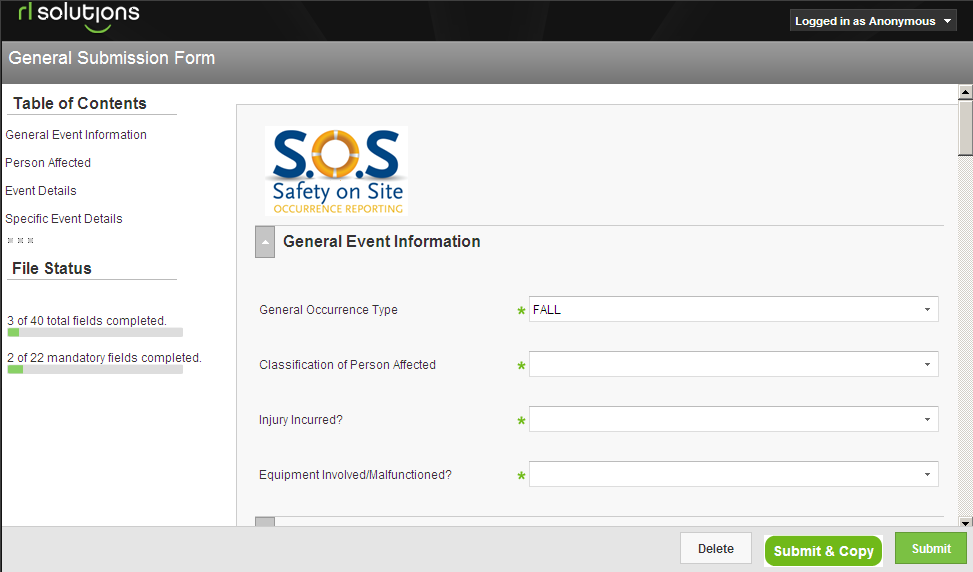 rl solutions
Logged in as Anonymous
General Submission Form
Table of Contents
General Event Information
Person Affected
Event Details
Specific Event Details
File Status
3 of 40 total fields completed.
2 of 22 mandatory fields completed.
S.O.S
Safety on Site
OCCURRENCE REPORTING
General Event Information
General Occurrence Type * FALL
Classification of Person Affected *
Injury Incurred? *
Equipment Involved/Malfunctioned? *
Delete
Submit & Copy
Submit